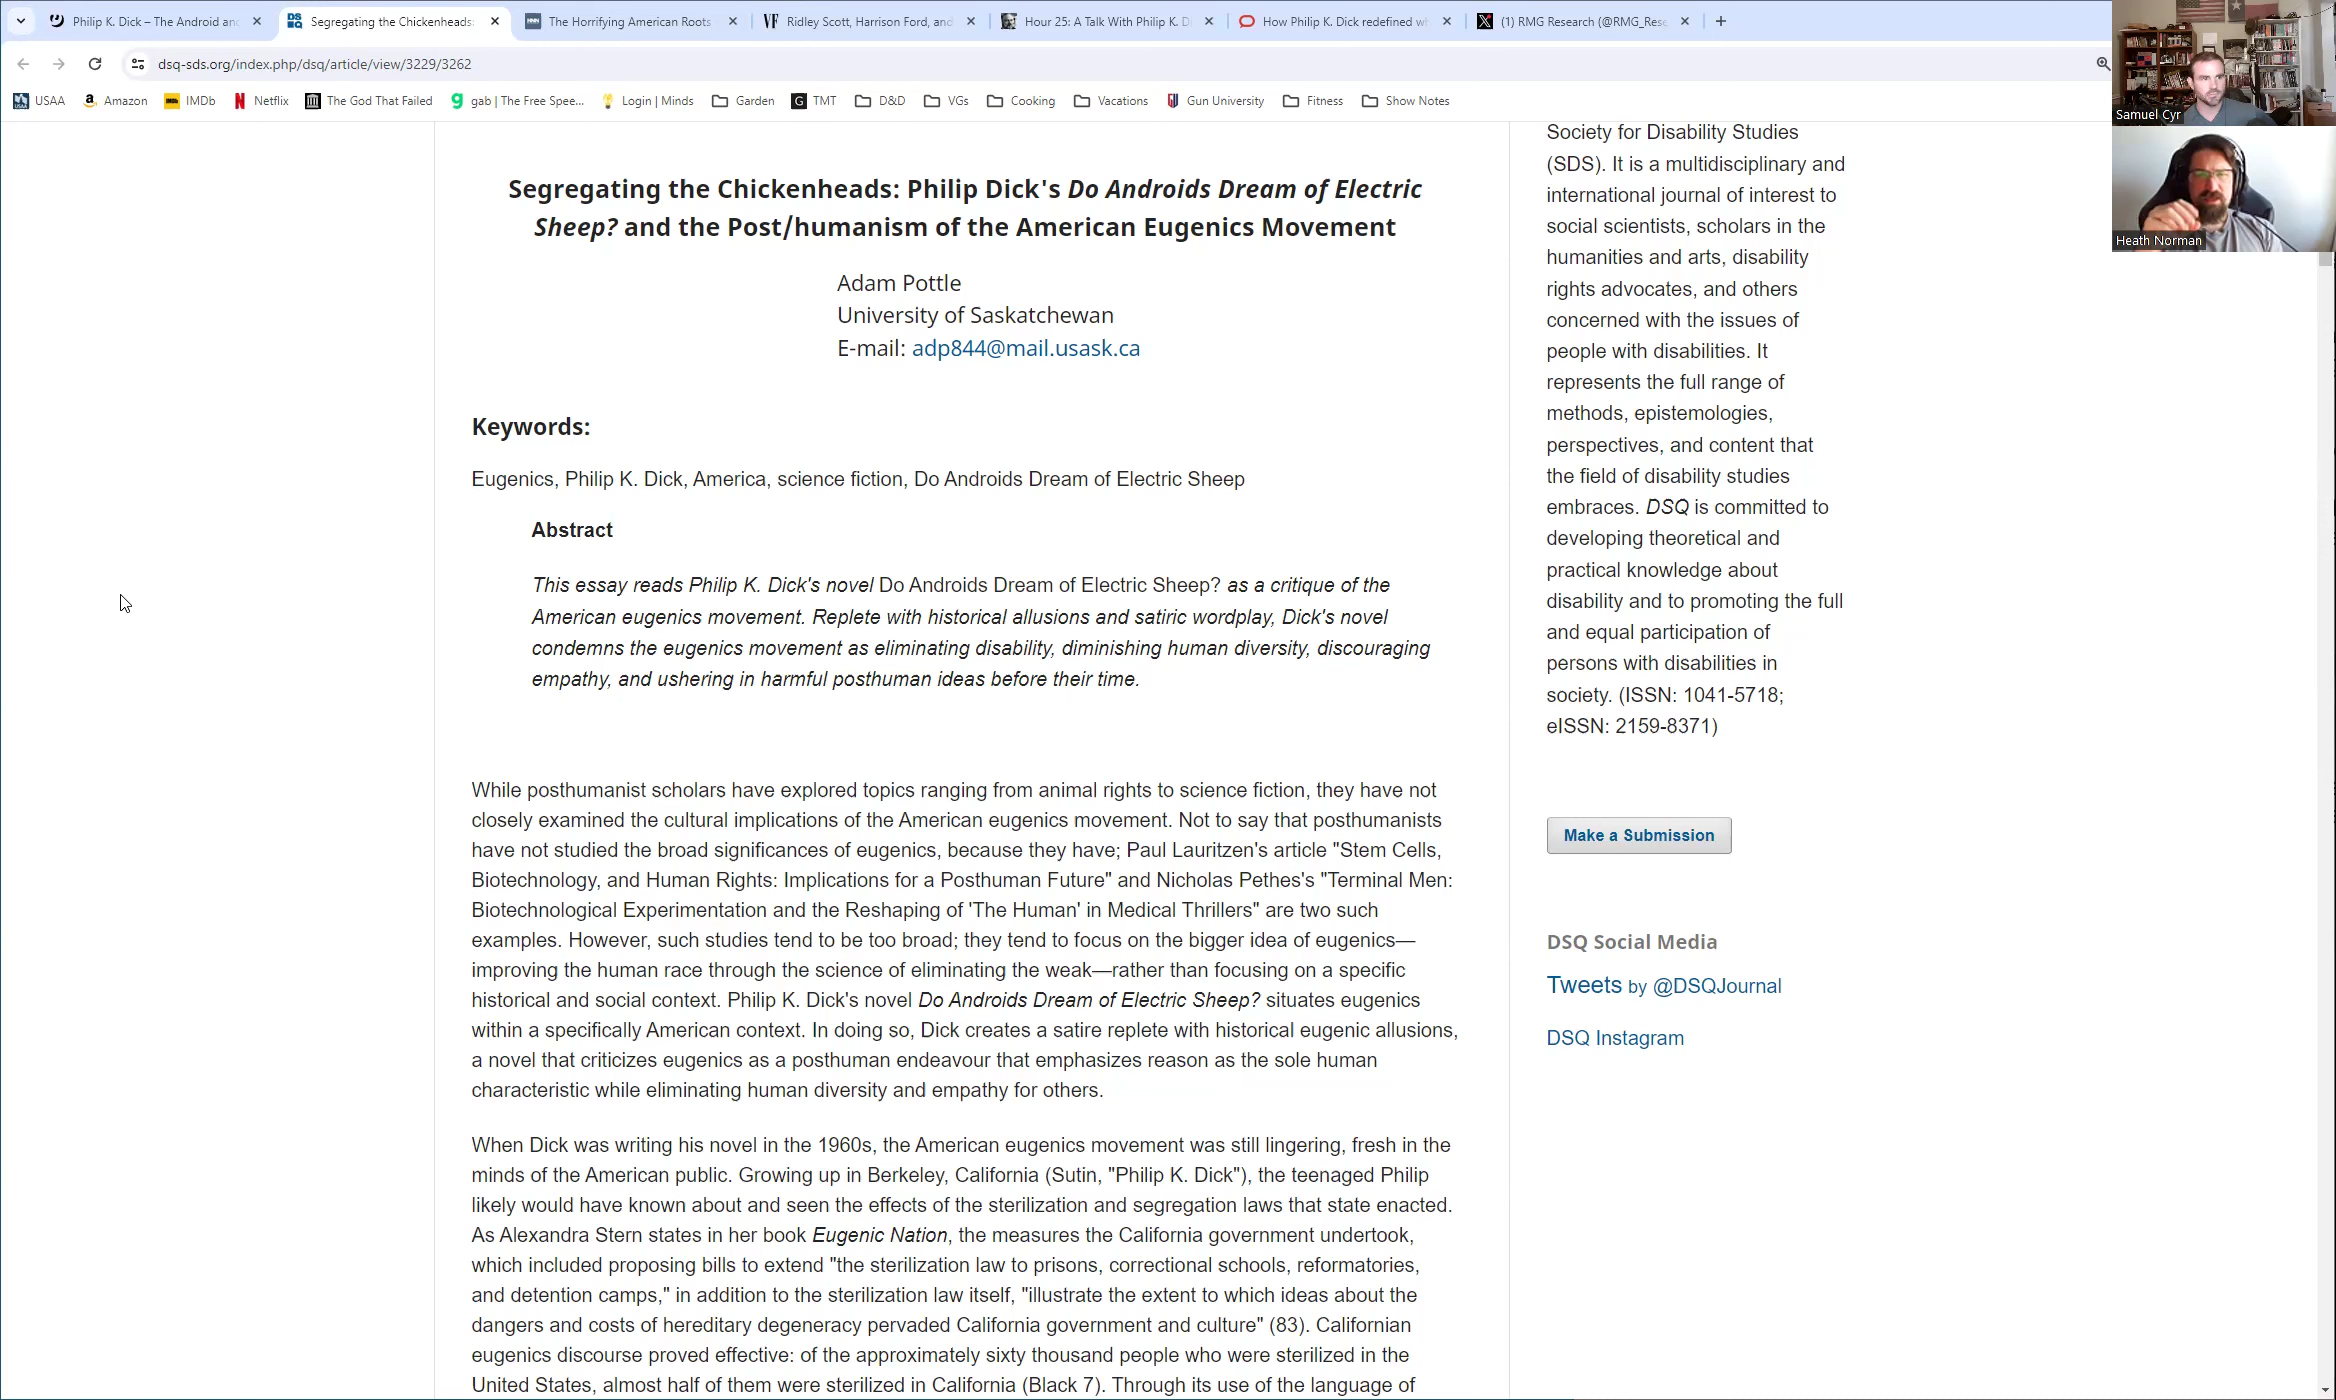 Philip K. Dick – The Android and
Segregating the Chickenheads:
The Horrifying American Roots
Ridley Scott, Harrison Ford, and
Hour 25: A Talk With Philip K. Di
How Philip K. Dick redefined wh
(1) RMG Research (@RMG_Rese
dsq-sds.org/index.php/dsq/article/view/3229/3262
USAA
Amazon
IMDb
Netflix
The God That Failed
gab | The Free Spee...
Login | Minds
Garden
TMT
D&D
VGs
Cooking
Vacations
Gun University
Fitness
Show Notes
Samuel Cyr
Heath Norman
Segregating the Chickenheads: Philip Dick's Do Androids Dream of Electric
Sheep? and the Post/humanism of the American Eugenics Movement
Adam Pottle
University of Saskatchewan
E-mail: adp844@mail.usask.ca
Keywords:
Eugenics, Philip K. Dick, America, science fiction, Do Androids Dream of Electric Sheep
Abstract
This essay reads Philip K. Dick's novel Do Androids Dream of Electric Sheep? as a critique of the
American eugenics movement. Replete with historical allusions and satiric wordplay, Dick's novel
condemns the eugenics movement as eliminating disability, diminishing human diversity, discouraging
empathy, and ushering in harmful posthuman ideas before their time.
While posthumanist scholars have explored topics ranging from animal rights to science fiction, they have not
closely examined the cultural implications of the American eugenics movement. Not to say that posthumanists
have not studied the broad significances of eugenics, because they have; Paul Lauritzen's article "Stem Cells,
Biotechnology, and Human Rights: Implications for a Posthuman Future" and Nicholas Pethes's "Terminal Men:
Biotechnological Experimentation and the Reshaping of 'The Human' in Medical Thrillers" are two such
examples. However, such studies tend to be too broad; they tend to focus on the bigger idea of eugenics—
improving the human race through the science of eliminating the weak—rather than focusing on a specific
historical and social context. Philip K. Dick's novel Do Androids Dream of Electric Sheep? situates eugenics
within a specifically American context. In doing so, Dick creates a satire replete with historical eugenic allusions,
a novel that criticizes eugenics as a posthuman endeavour that emphasizes reason as the sole human
characteristic while eliminating human diversity and empathy for others.
When Dick was writing his novel in the 1960s, the American eugenics movement was still lingering, fresh in the
minds of the American public. Growing up in Berkeley, California (Sutin, "Philip K. Dick"), the teenaged Philip
likely would have known about and seen the effects of the sterilization and segregation laws that state enacted.
As Alexandra Stern states in her book Eugenic Nation, the measures the California government undertook,
which included proposing bills to extend "the sterilization law to prisons, correctional schools, reformatories,
and detention camps," in addition to the sterilization law itself, "illustrate the extent to which ideas about the
dangers and costs of hereditary degeneracy pervaded California government and culture" (83). Californian
eugenics discourse proved effective: of the approximately sixty thousand people who were sterilized in the
United States, almost half of them were sterilized in California (Black 7). Through its use of the language of
Society for Disability Studies
(SDS). It is a multidisciplinary and
international journal of interest to
social scientists, scholars in the
humanities and arts, disability
rights advocates, and others
concerned with the issues of
people with disabilities. It
represents the full range of
methods, epistemologies,
perspectives, and content that
the field of disability studies
embraces. DSQ is committed to
developing theoretical and
practical knowledge about
disability and to promoting the full
and equal participation of
persons with disabilities in
society. (ISSN: 1041-5718;
eISSN: 2159-8371)
Make a Submission
DSQ Social Media
Tweets by @DSQJournal
DSQ Instagram